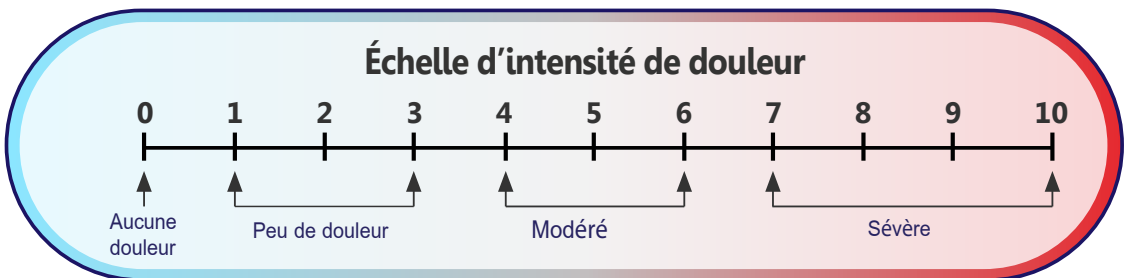 Échelle d'intensité de douleur
0 1 2 3 4 5 6 7 8 9 10
Aucune
douleur
Peu de douleur
Modéré
Sévère